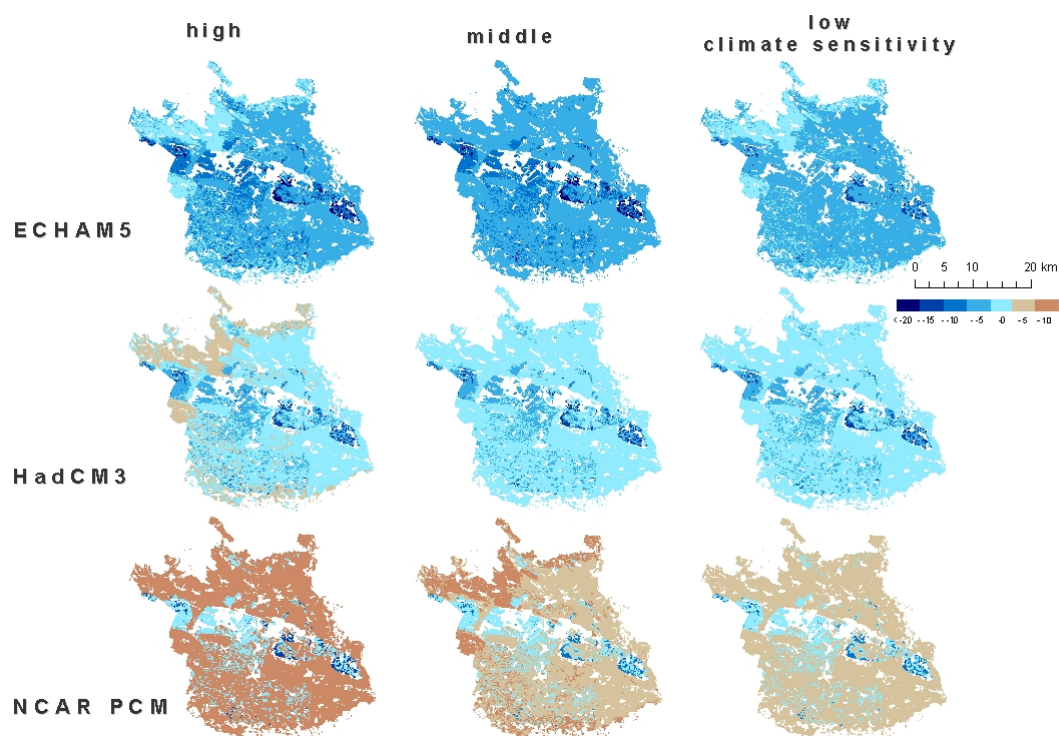 high
middle
low
climate sensitivity
ECHAM5
0 5 10 20 km
<-20 -15 -10 -5 -0 -5 -10
HadCM3
NCAR PCM